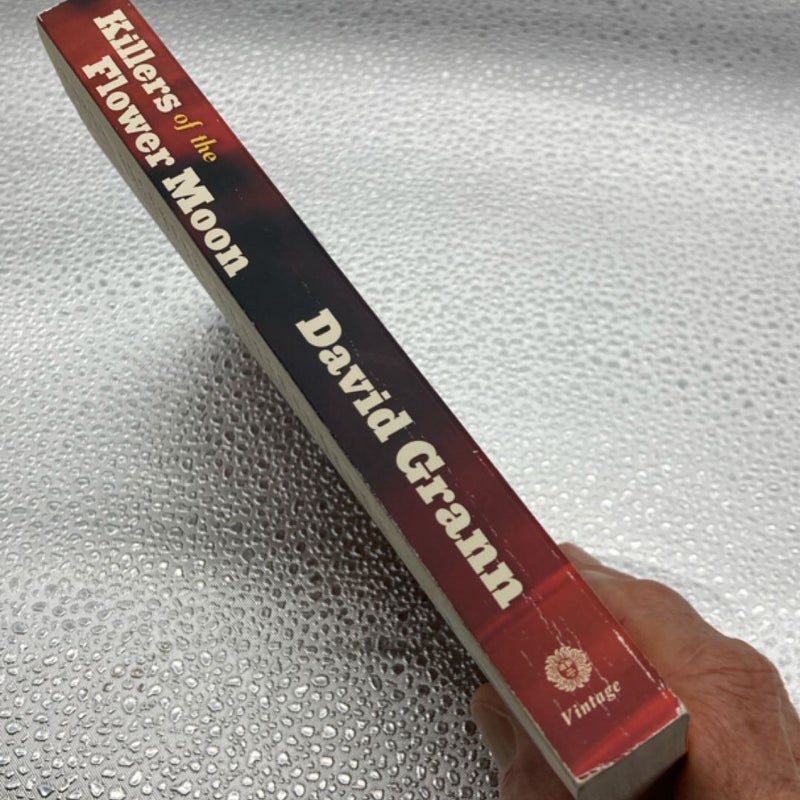 Killers of the
Flower Moon
David Grann
Vintage